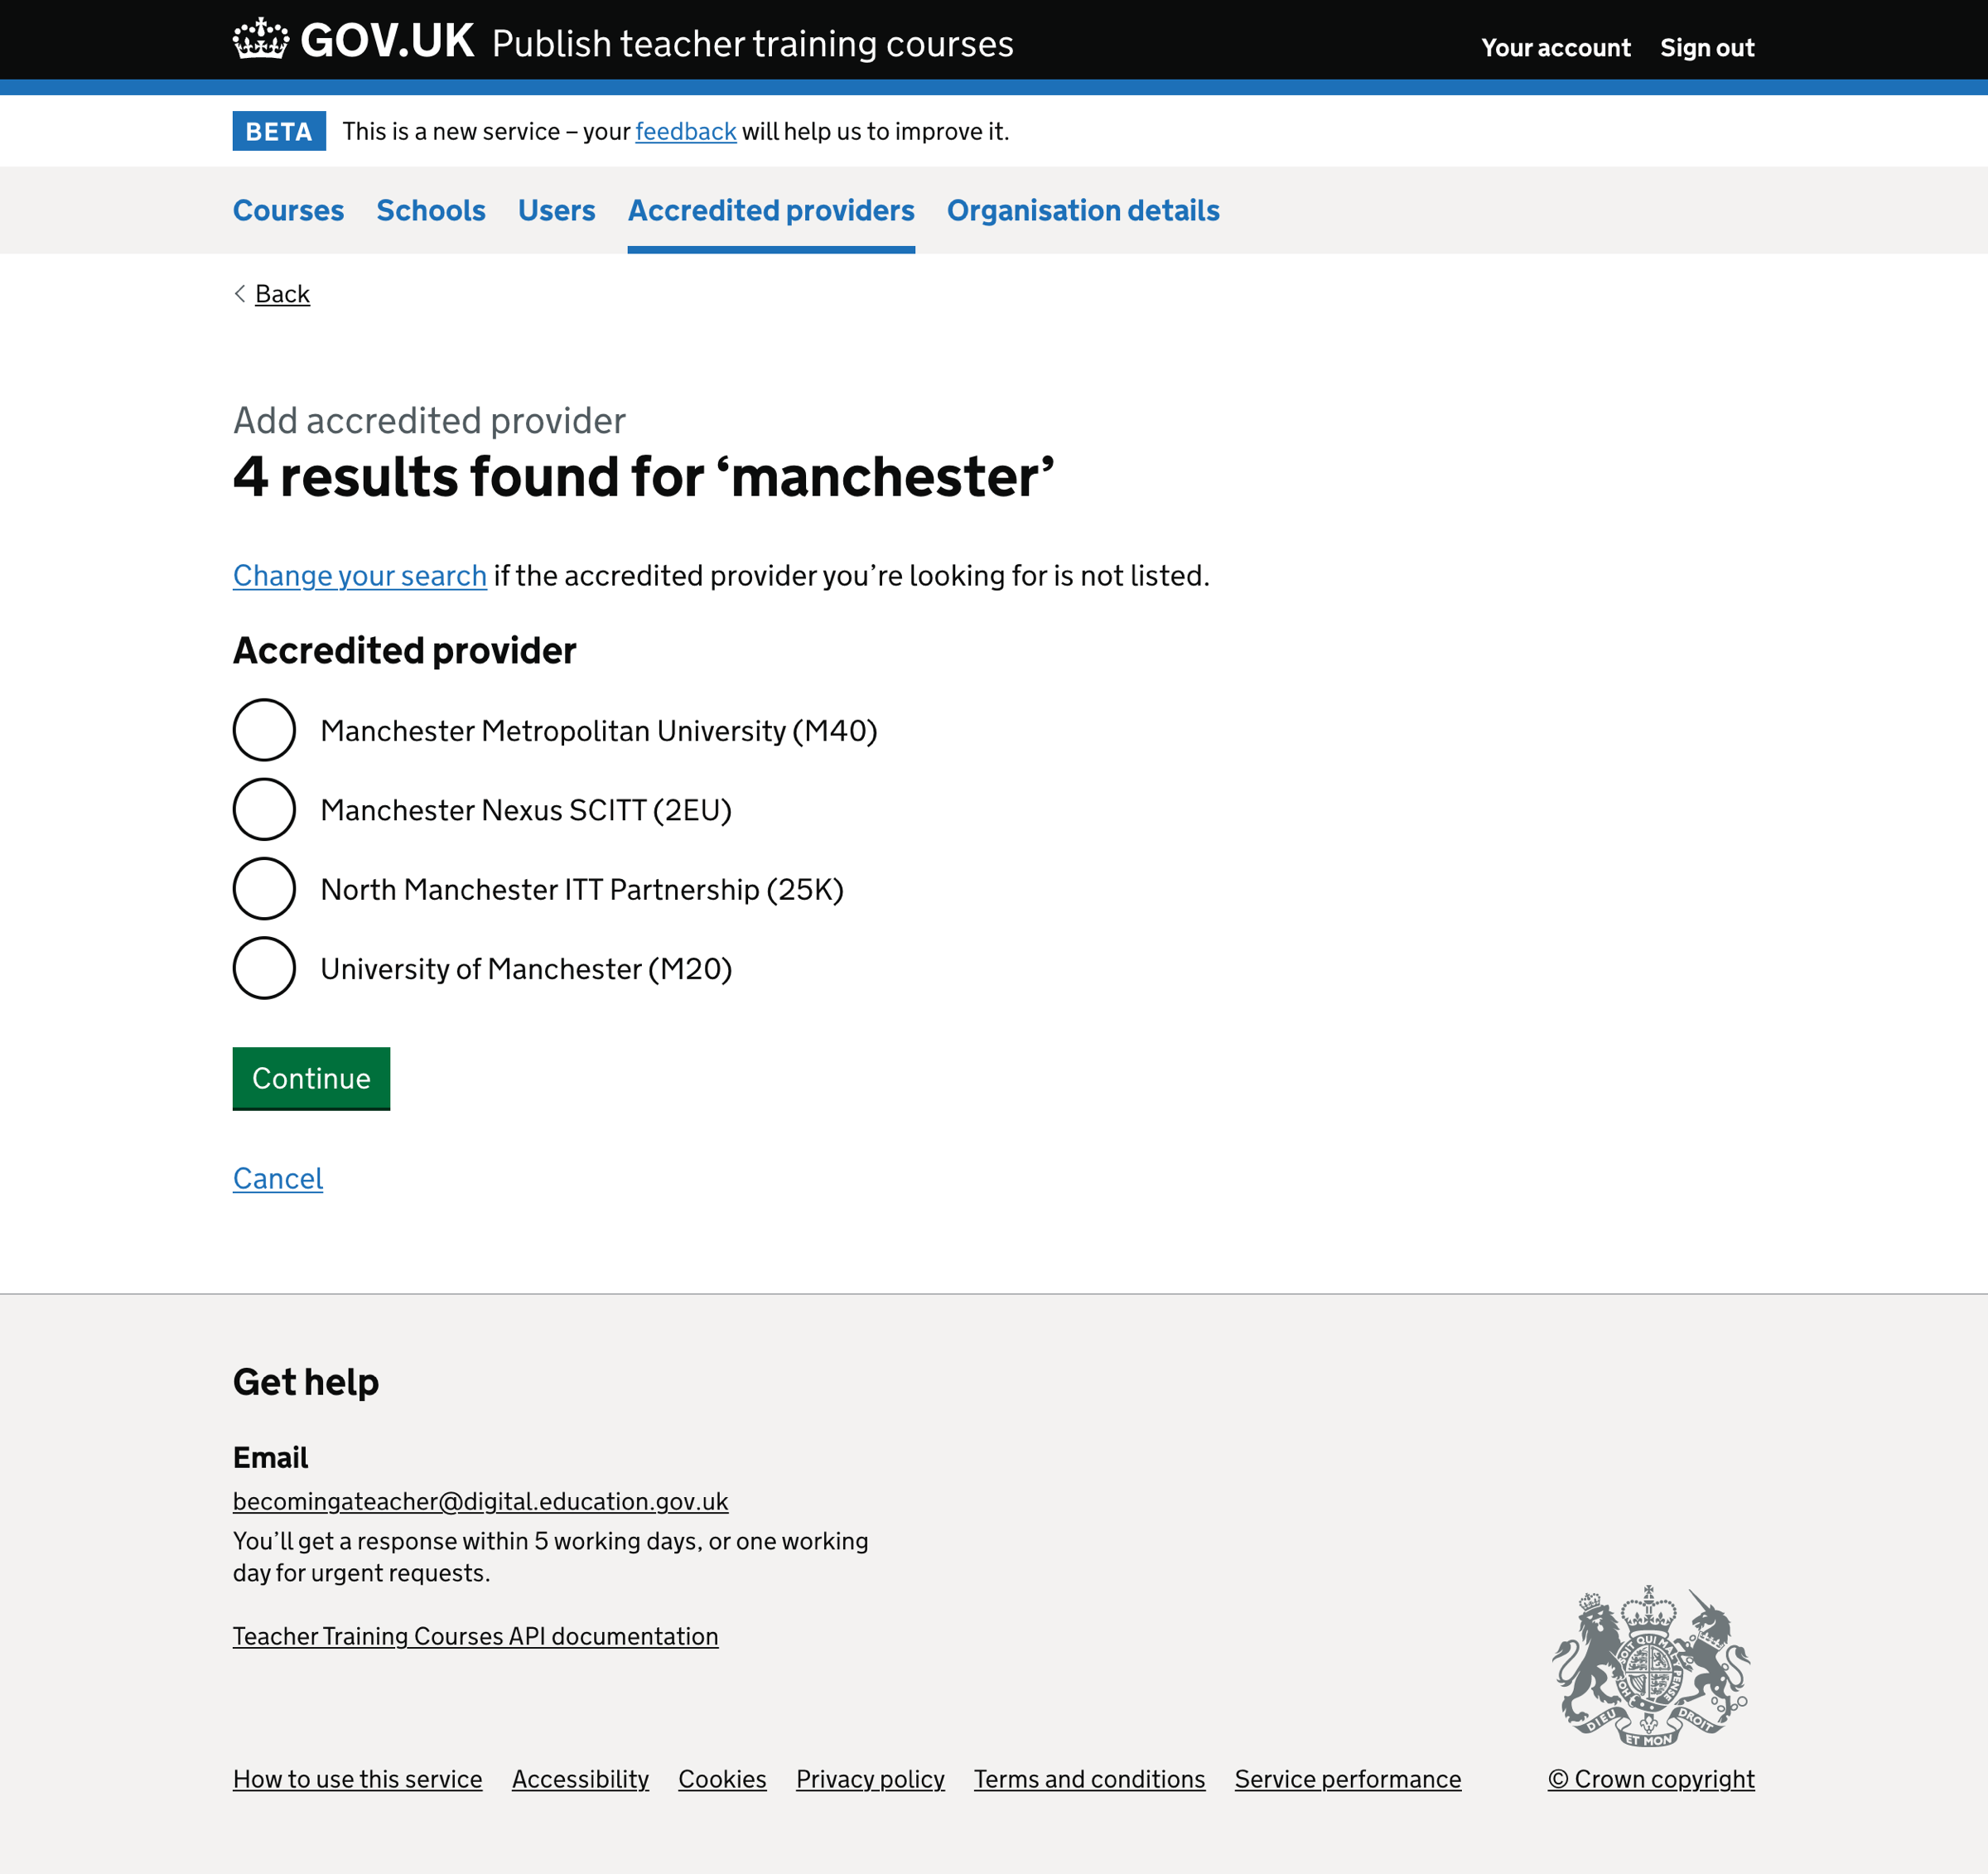 GOV.UK Publish teacher training courses
Your account Sign out
BETA This is a new service – your feedback will help us to improve it.
Courses Schools Users Accredited providers Organisation details
Back
Add accredited provider
4 results found for ‘manchester’
Change your search if the accredited provider you’re looking for is not listed.
Accredited provider
Manchester Metropolitan University (M40)
Manchester Nexus SCITT (2EU)
North Manchester ITT Partnership (25K)
University of Manchester (M20)
Continue
Cancel
Get help
Email
becomingateacher@digital.education.gov.uk
You’ll get a response within 5 working days, or one working
day for urgent requests.
Teacher Training Courses API documentation
DIEU ET MON DROIT
How to use this service Accessibility Cookies Privacy policy Terms and conditions Service performance
© Crown copyright